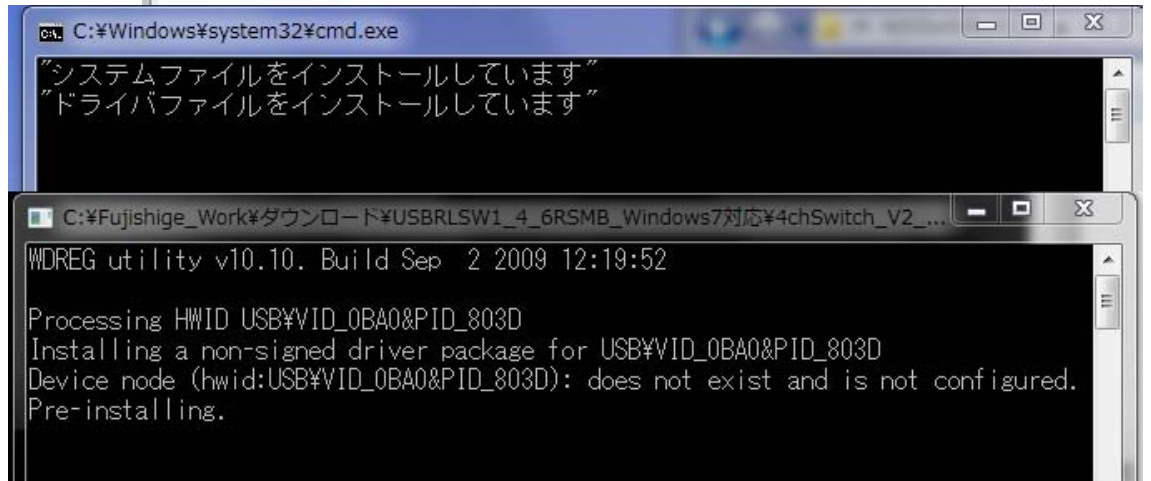 C:¥Windows¥system32¥cmd.exe
"システムファイルをインストールしています"
"ドライバファイルをインストールしています"
C:¥Fujishige_Work¥ダウンロード¥USBRLSW1_4_6RSMB_Windows7対応¥4chSwitch_V2_...
WDREG utility v10.10. Build Sep  2 2009 12:19:52
Processing HWID USB¥VID_0BA0&PID_803D
Installing a non-signed driver package for USB¥VID_0BA0&PID_803D
Device node (hwid:USB¥VID_0BA0&PID_803D): does not exist and is not configured.
Pre-installing.